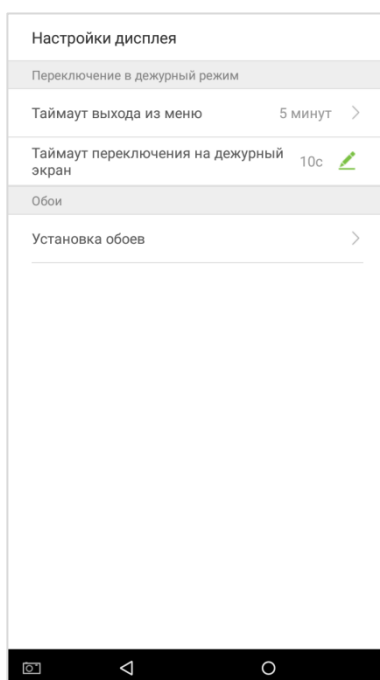 Настройки дисплея
Переключение в дежурный режим
Таймаут выхода из меню 5 минут
Таймаут переключения на дежурный
экран 10с
Обои
Установка обоев